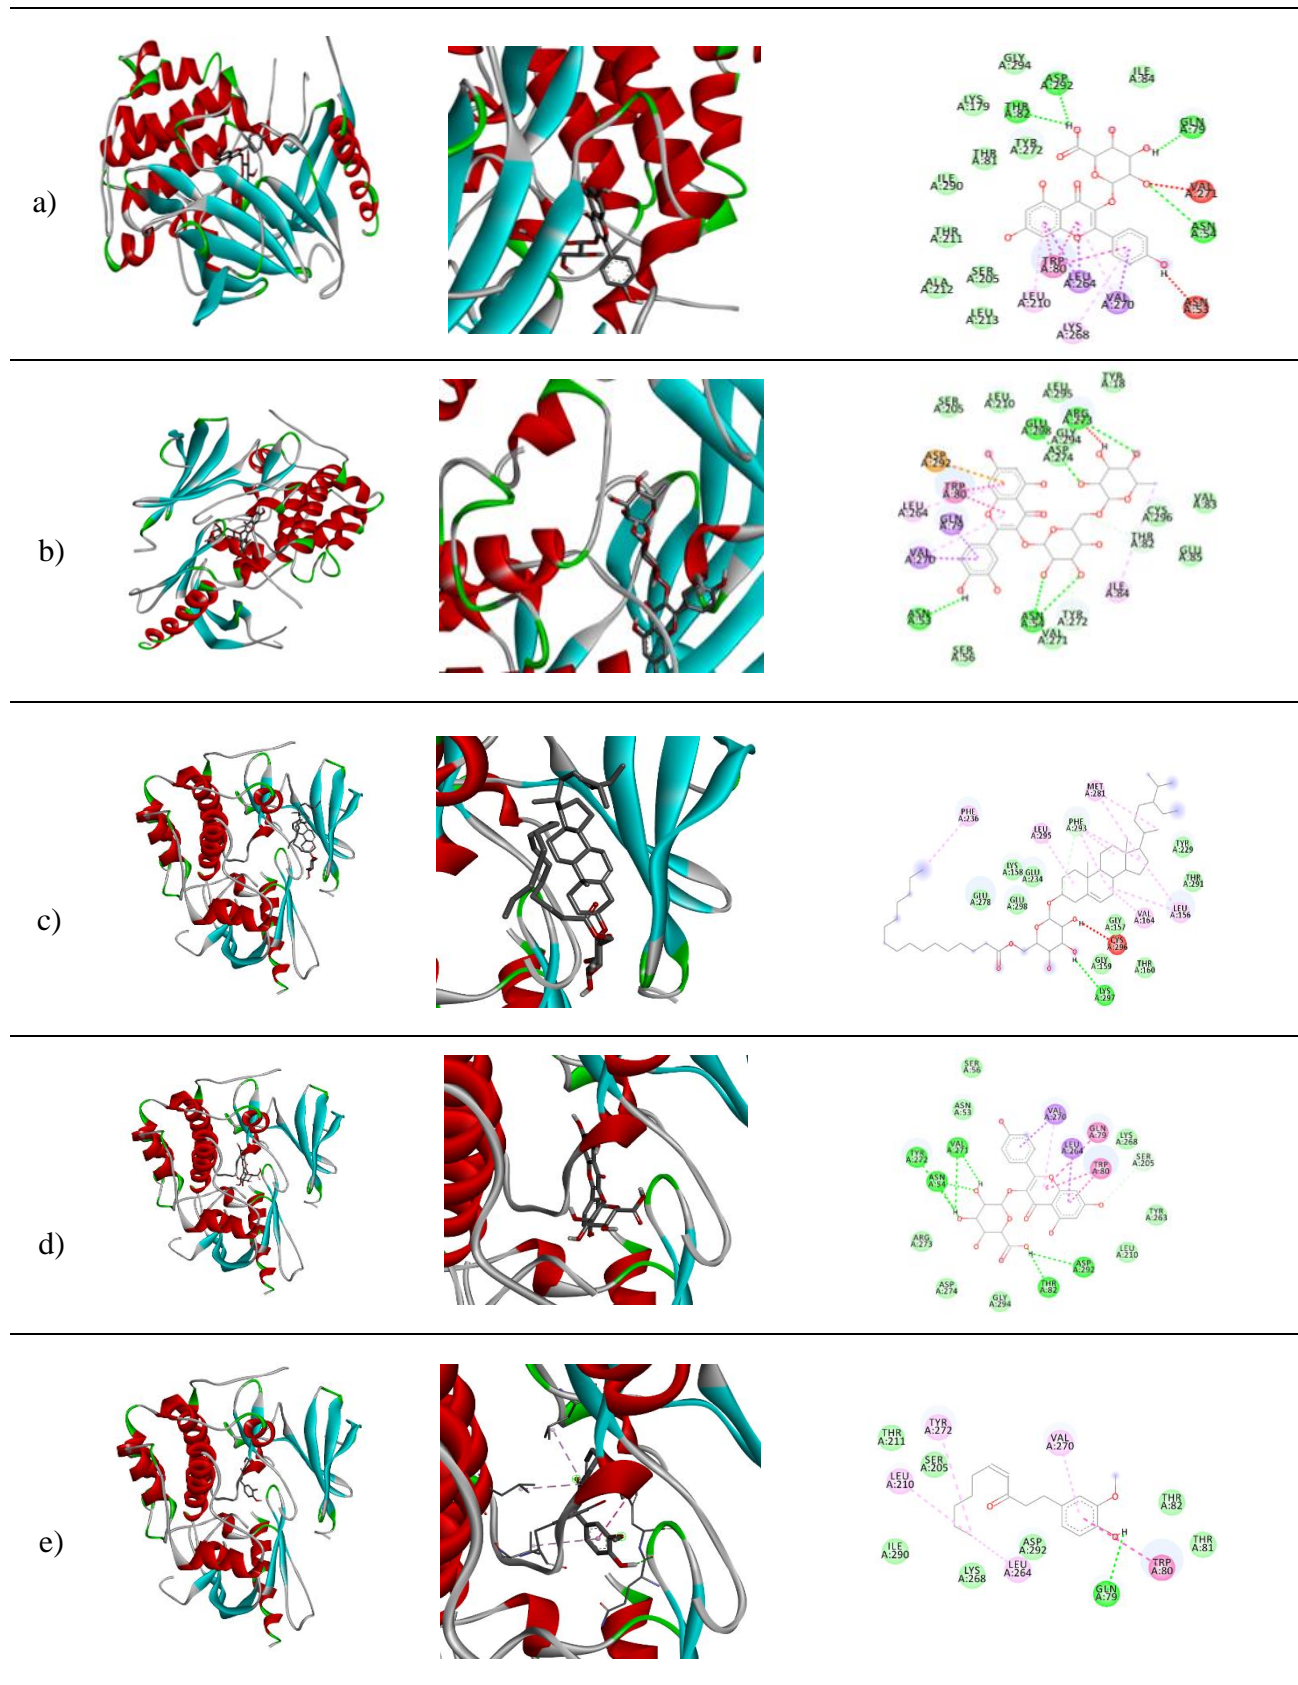 a)
GLY
A:294
ASP
A:292
ILE
A:84
LYS
A:179
THR
A:82
GLN
A:79
TYR
A:272
THR
A:81
ILE
A:290
VAL
A:271
THR
A:211
ASN
A:54
TRP
A:80
SER
A:205
LEU
A:264
ALA
A:212
LEU
A:210
VAL
A:270
ASN
A:53
LEU
A:213
LYS
A:268
H
H
H
O
b)
TYR
A:18
LEU
A:295
LEU
A:210
SER
A:205
ARG
A:273
GLU
A:298
GLY
A:294
ASP
A:274
ASP
A:292
TRP
A:80
LEU
A:264
VAL
A:83
CYS
A:296
GLN
A:79
THR
A:82
GLU
A:85
VAL
A:270
ILE
A:84
ASN
A:53
ASN
A:54
TYR
A:272
VAL
A:271
SER
A:56
H
H
c)
MET
A:281
PHE
A:236
LEU
A:295
PHE
A:293
TYR
A:229
LYS
A:158
GLU
A:234
THR
A:291
GLU
A:278
GLU
A:298
VAL
A:164
LEU
A:156
GLY
A:157
CYS
A:296
GLY
A:159
THR
A:160
LYS
A:297
H
H
d)
SER
A:56
ASN
A:53
VAL
A:270
GLN
A:79
LYS
A:268
VAL
A:271
LEU
A:264
TYR
A:272
TRP
A:80
SER
A:205
ASN
A:54
TYR
A:263
ARG
A:273
LEU
A:210
ASP
A:292
ASP
A:274
THR
A:82
GLY
A:294
H
H
H
e)
TYR
A:272
THR
A:211
VAL
A:270
SER
A:205
LEU
A:210
THR
A:82
ASP
A:292
THR
A:81
ILE
A:290
LYS
A:268
LEU
A:264
TRP
A:80
GLN
A:79
H